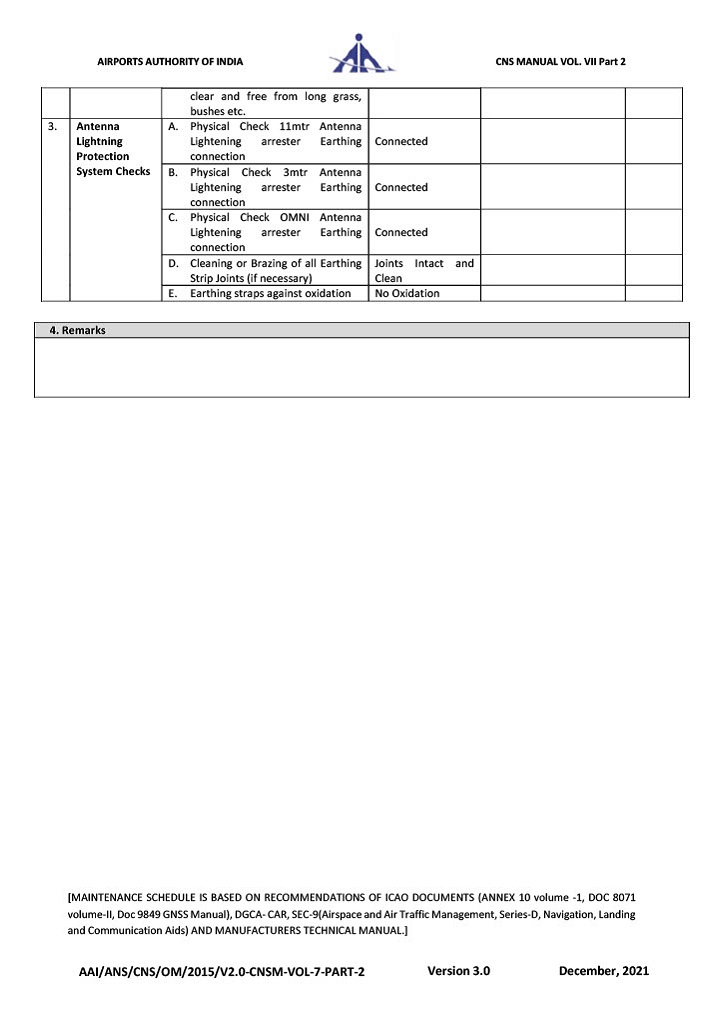 AIRPORTS AUTHORITY OF INDIA
CNS MANUAL VOL. VII Part 2
clear and free from long grass,
bushes etc.
3.
Antenna
Lightning
Protection
System Checks
A. Physical Check 11mtr Antenna
Lightening arrester Earthing
connection
Connected
B. Physical Check 3mtr Antenna
Lightening arrester Earthing
connection
Connected
C. Physical Check OMNI Antenna
Lightening arrester Earthing
connection
Connected
D. Cleaning or Brazing of all Earthing
Strip Joints (if necessary)
Joints Intact and
Clean
E. Earthing straps against oxidation
No Oxidation
4. Remarks
[MAINTENANCE SCHEDULE IS BASED ON RECOMMENDATIONS OF ICAO DOCUMENTS (ANNEX 10 volume -1, DOC 8071
volume-II, Doc 9849 GNSS Manual), DGCA- CAR, SEC-9(Airspace and Air Traffic Management, Series-D, Navigation, Landing
and Communication Aids) AND MANUFACTURERS TECHNICAL MANUAL.]
AAI/ANS/CNS/OM/2015/V2.0-CNSM-VOL-7-PART-2
Version 3.0
December, 2021